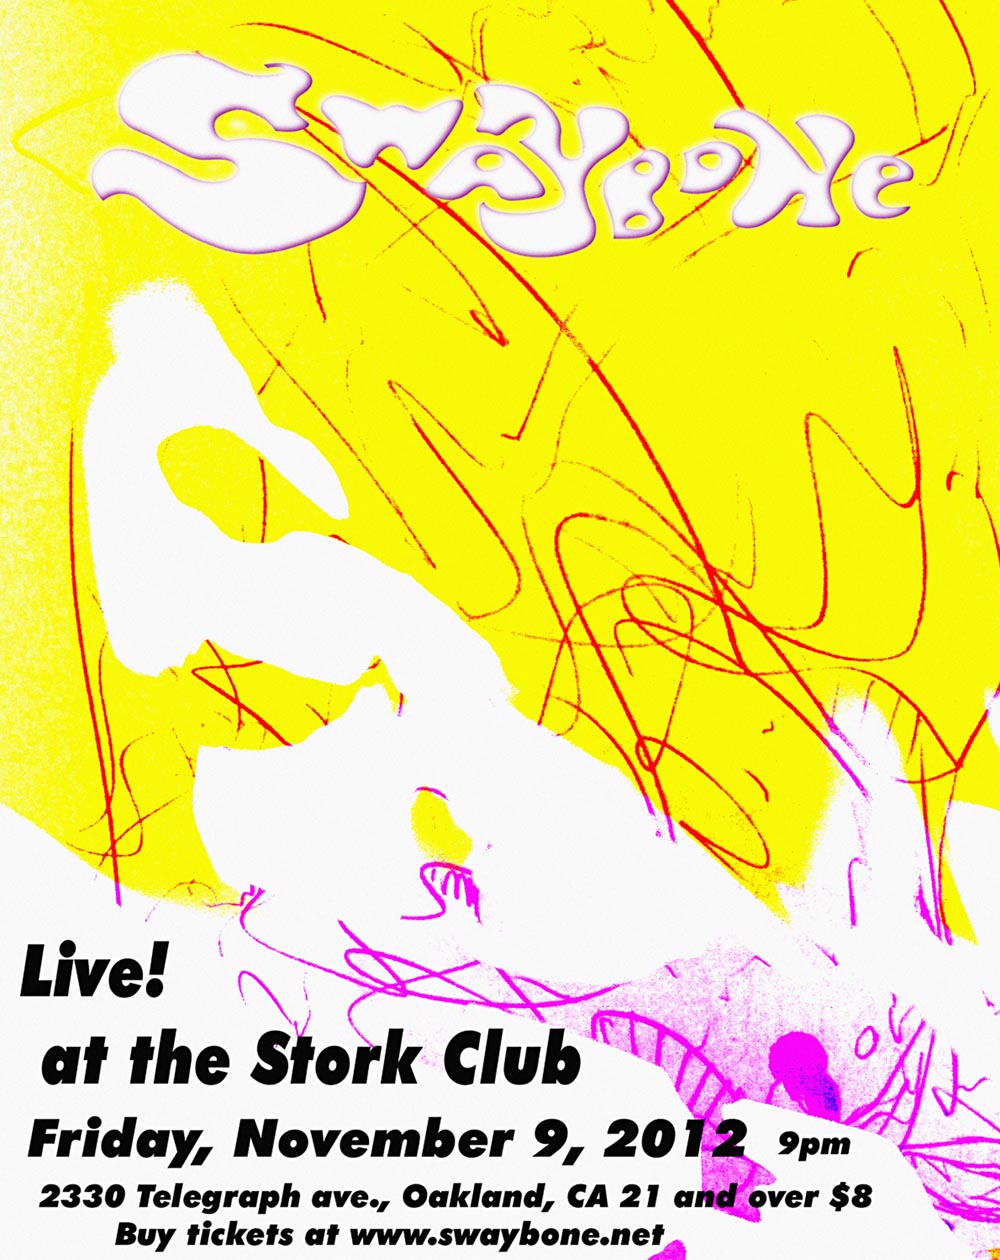 Swaybone
Live!
at the Stork Club
Friday, November 9, 2012 9pm
2330 Telegraph ave., Oakland, CA 21 and over $8
Buy tickets at www.swaybone.net